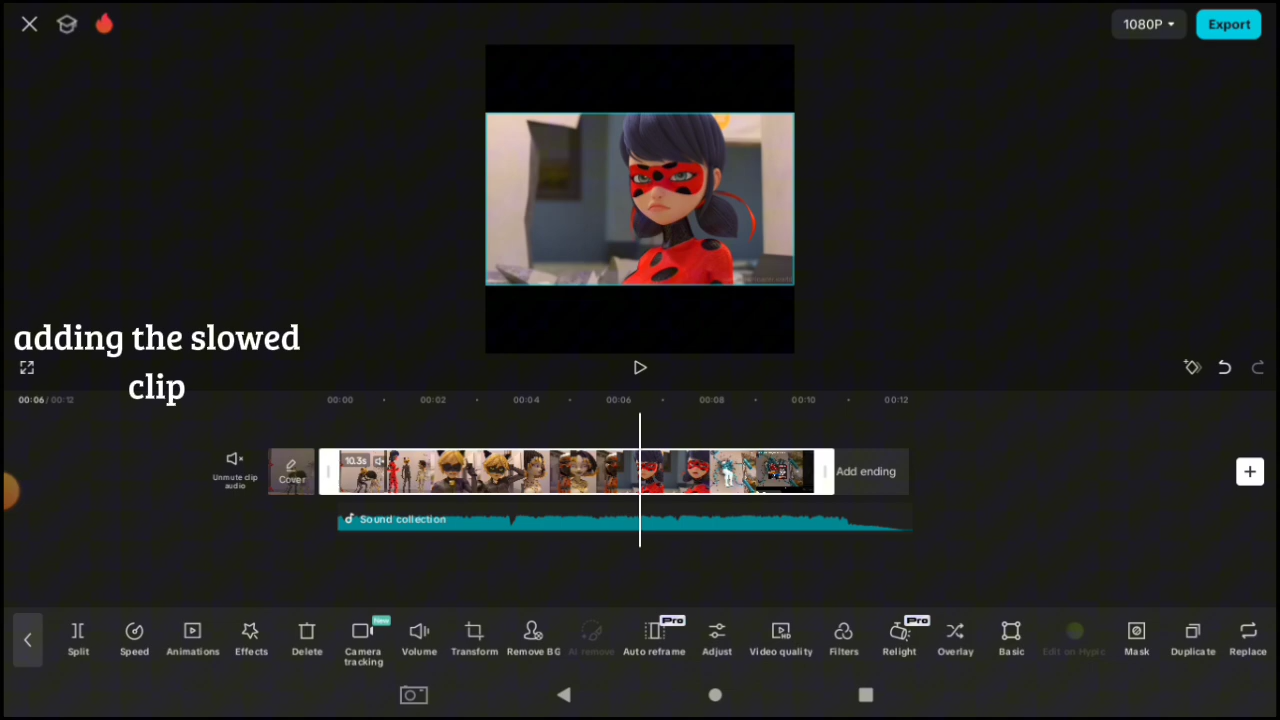 1080P
Export
adding the slowed
clip
00:06 / 00:12
00:00
00:02
00:04
00:06
00:08
00:10
00:12
Unmute clip
audio
Cover
10.3s
Add ending
Sound collection
New
Pro
Pro
Split
Speed
Animations
Effects
Delete
Camera
tracking
Volume
Transform
Remove BG
AI remove
Auto reframe
Adjust
Video quality
Filters
Relight
Overlay
Basic
Edit on Hypic
Mask
Duplicate
Replace